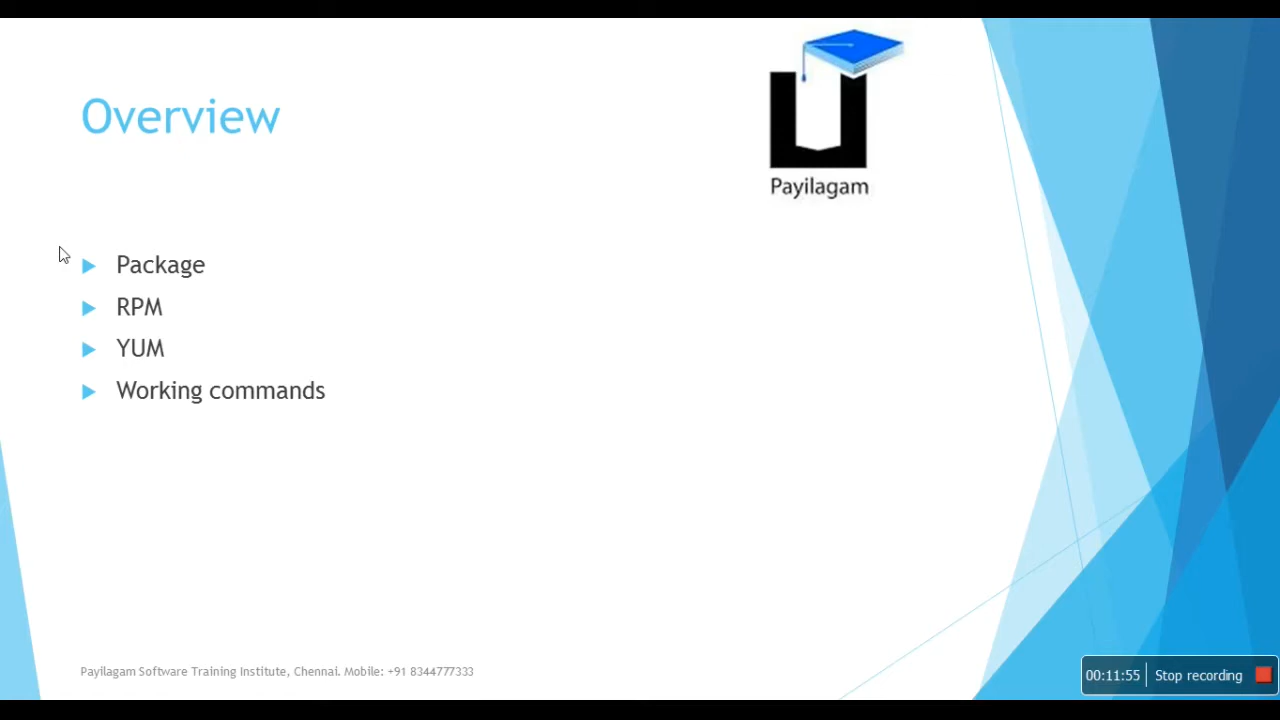 Overview
Payilagam
Package
RPM
YUM
Working commands
Payilagam Software Training Institute, Chennai. Mobile: +91 8344777333
00:11:55 Stop recording